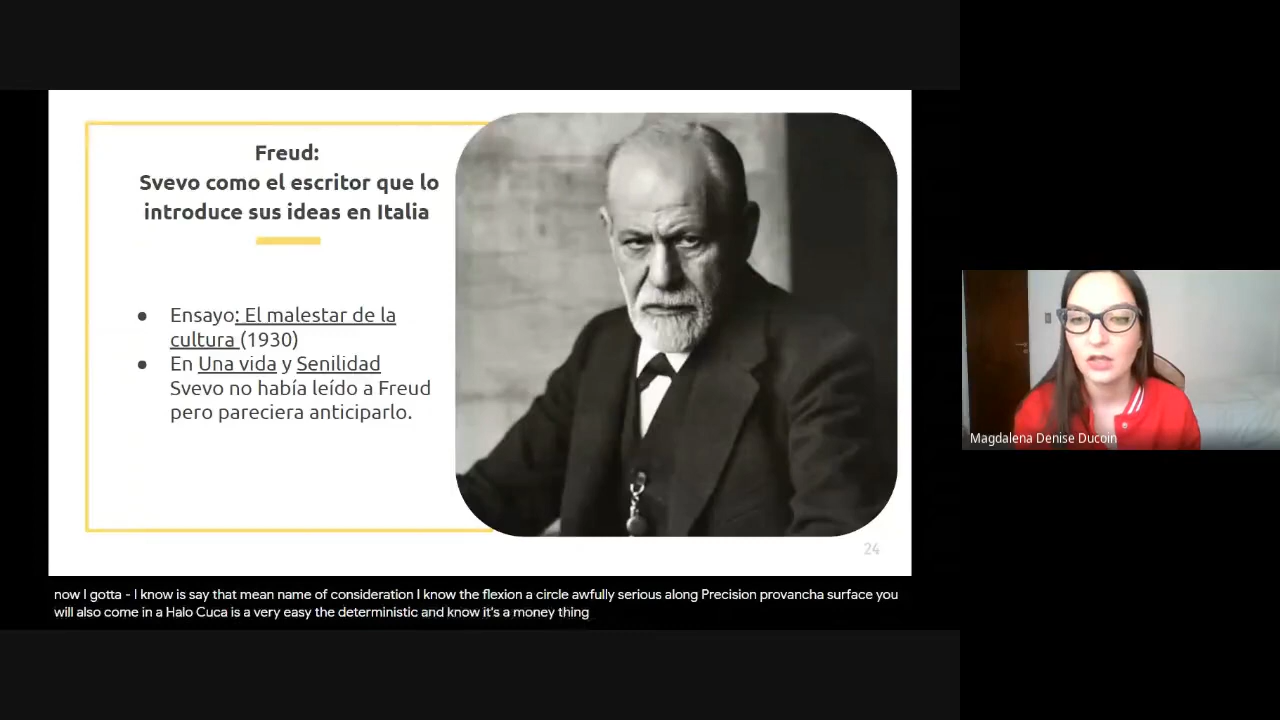 Freud:
Svevo como el escritor que lo
introduce sus ideas en Italia
● Ensayo: El malestar de la
cultura (1930)
● En Una vida y Senilidad
Svevo no había leído a Freud
pero pareciera anticiparlo.
24
Magdalena Denise Ducoin
now I gotta - I know is say that mean name of consideration I know the flexion a circle awfully serious along Precision provancha surface you
will also come in a Halo Cuca is a very easy the deterministic and know it's a money thing